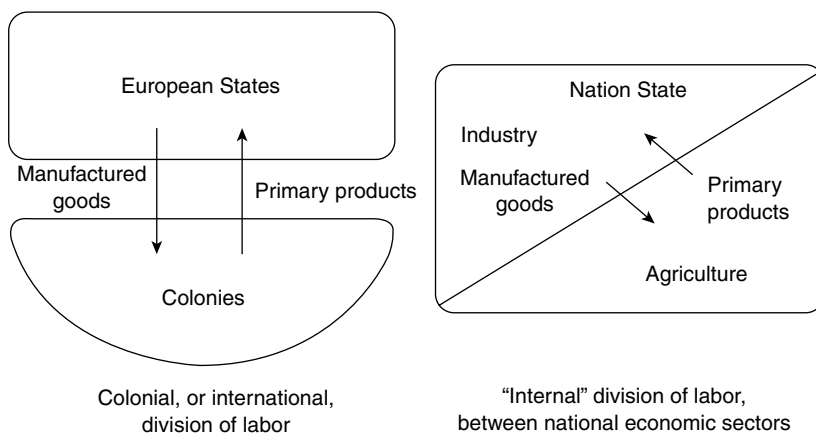 European States
Manufactured
goods
Primary products
Colonies
Colonial, or international,
division of labor
Nation State
Industry
Manufactured
goods
Primary
products
Agriculture
“Internal” division of labor,
between national economic sectors